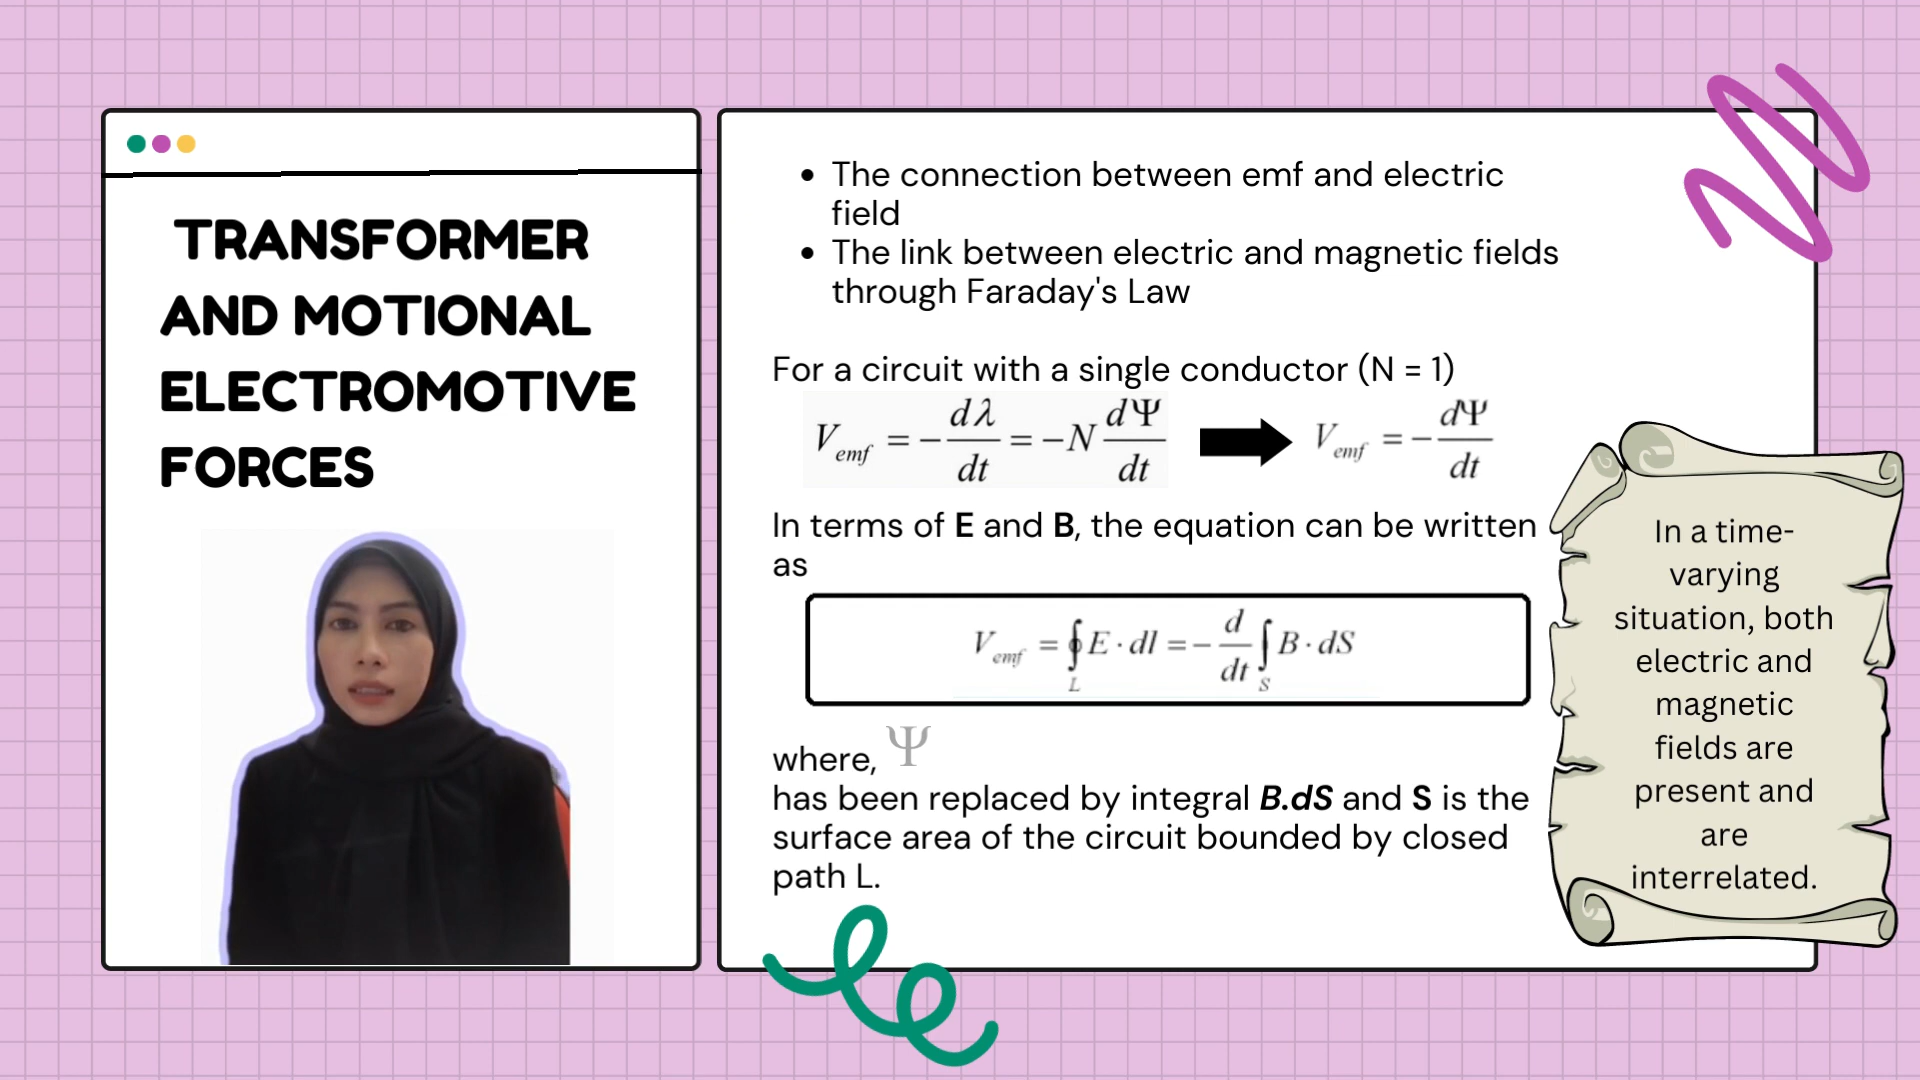 TRANSFORMER
AND MOTIONAL
ELECTROMOTIVE
FORCES
• The connection between emf and electric
field
• The link between electric and magnetic fields
through Faraday's Law
For a circuit with a single conductor (N = 1)
V_emf = − dλ/dt = −N dΨ/dt ➡ V_emf = − dΨ/dt
In terms of E and B, the equation can be written
as
V_emf = ∮_L E · dl = − d/dt ∫_S B · dS
where, Ψ
has been replaced by integral B.dS and S is the
surface area of the circuit bounded by closed
path L.
In a time-
varying
situation, both
electric and
magnetic
fields are
present and
are
interrelated.